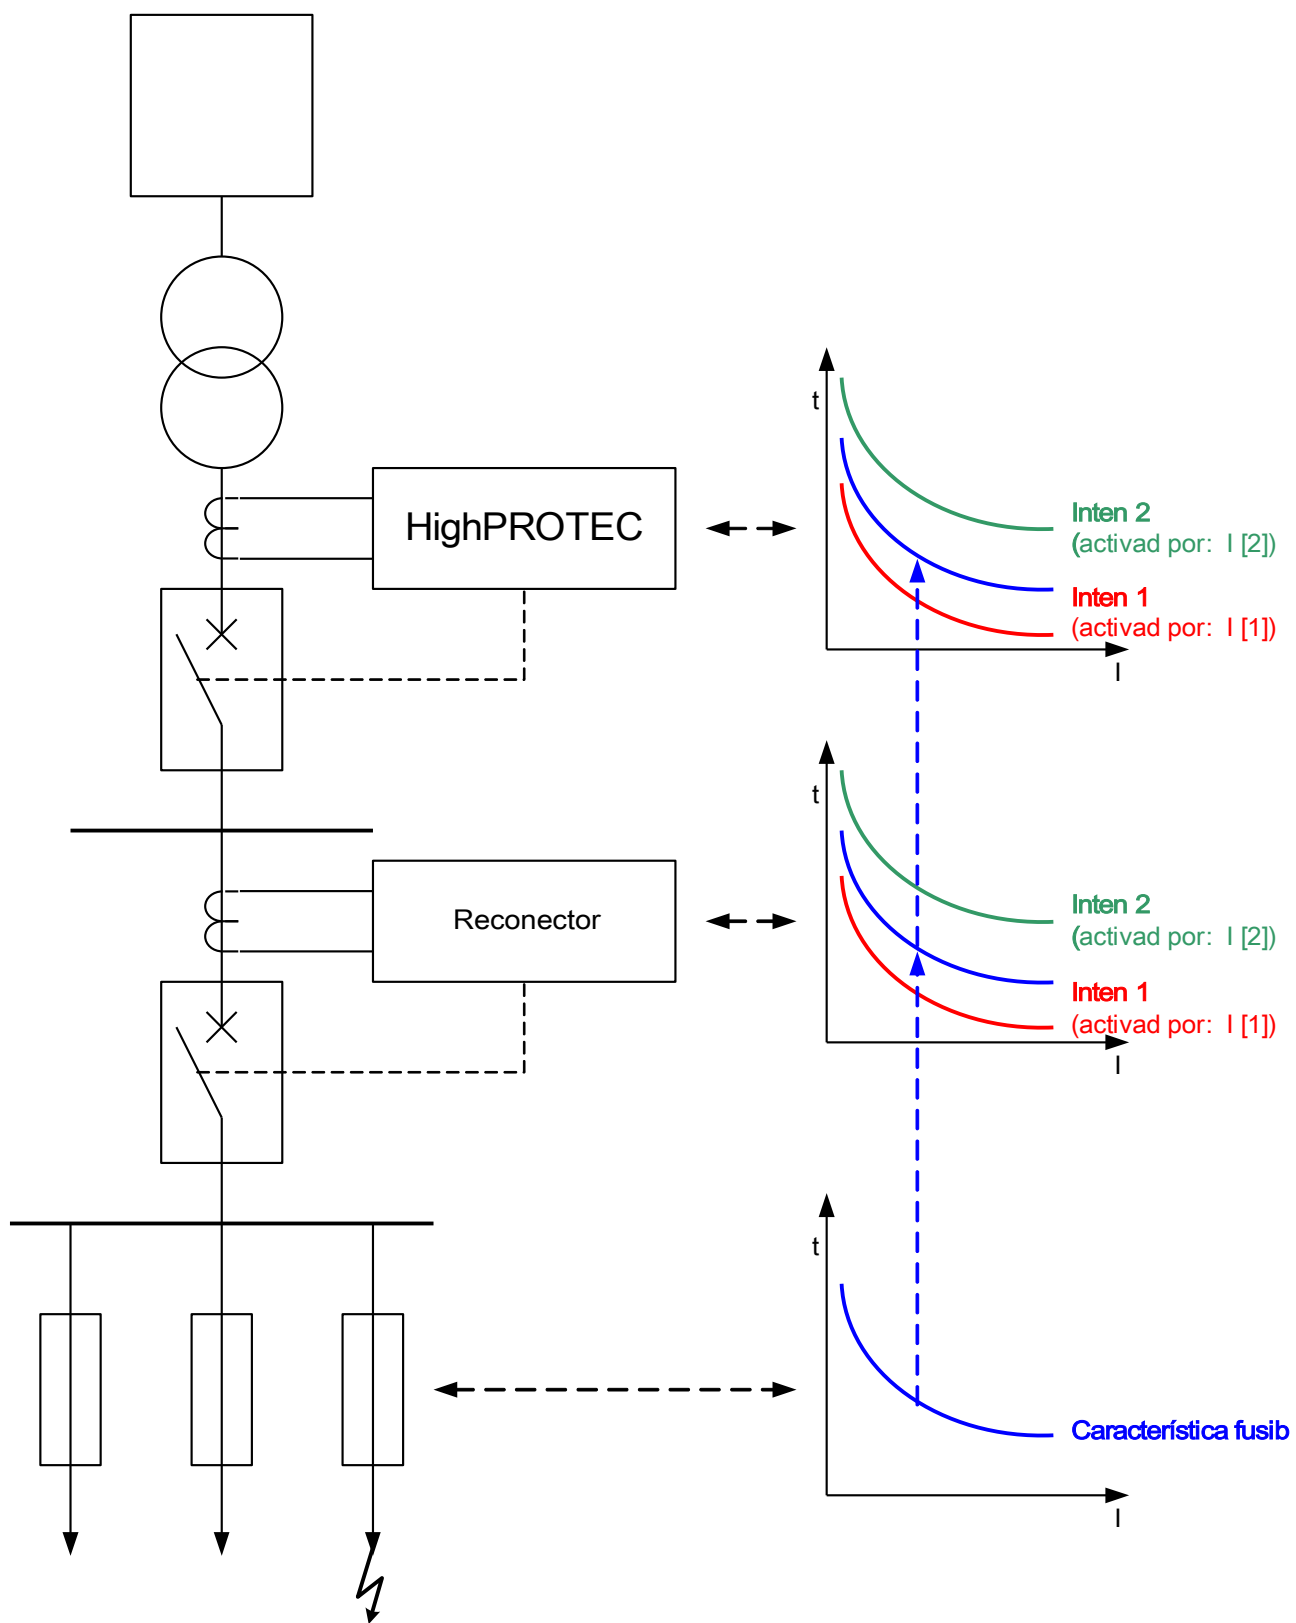 t
HighPROTEC
Inten 2
(activad por: I [2])
Inten 1
(activad por: I [1])
I
t
Reconector
Inten 2
(activad por: I [2])
Inten 1
(activad por: I [1])
I
t
Característica fusib
I